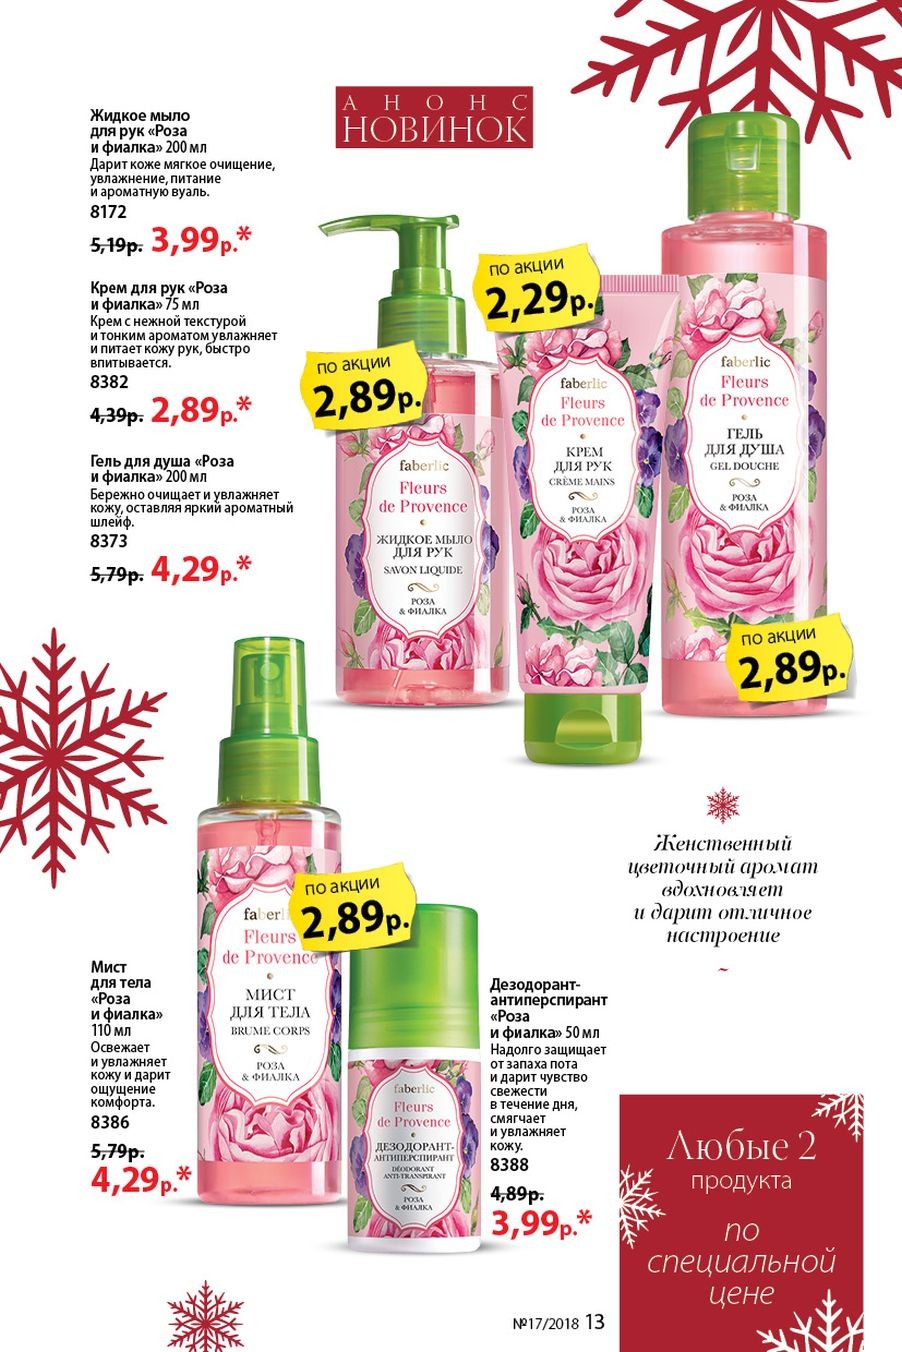 АНОНС
НОВИНОК
Жидкое мыло
для рук «Роза
и фиалка» 200 мл
Дарит коже мягкое очищение,
увлажнение, питание
и ароматную вуаль.
8172
5,19р. 3,99р.*
Крем для рук «Роза
и фиалка» 75 мл
Крем с нежной текстурой
и тонким ароматом увлажняет
и питает кожу рук, быстро
впитывается.
8382
4,39р. 2,89р.*
Гель для душа «Роза
и фиалка» 200 мл
Бережно очищает и увлажняет
кожу, оставляя яркий ароматный
шлейф.
8373
5,79р. 4,29р.*
по акции
2,89р.
faberlic
Fleurs
de Provence
ЖИДКОЕ МЫЛО
ДЛЯ РУК
SAVON LIQUIDE
РОЗА
& ФИАЛКА
по акции
2,29р.
faberlic
Fleurs
de Provence
КРЕМ
ДЛЯ РУК
CRÈME MAINS
РОЗА
& ФИАЛКА
faberlic
Fleurs
de Provence
ГЕЛЬ
ДЛЯ ДУША
GEL DOUCHE
РОЗА
& ФИАЛКА
по акции
2,89р.
Женственный
цветочный аромат
вдохновляет
и дарит отличное
настроение
~
Мист
для тела
«Роза
и фиалка»
110 мл
Освежает
и увлажняет
кожу и дарит
ощущение
комфорта.
8386
5,79р.
4,29р.*
по акции
2,89р.
faberl
Fleurs
de Provence
МИСТ
ДЛЯ ТЕЛА
BRUME CORPS
РОЗА
& ФИАЛКА
faberlic
Fleurs
de Provence
ДЕЗОДОРАНТ-
АНТИПЕРСПИРАНТ
DÉODORANT
ANTI-TRANSPIRANT
РОЗА
& ФИАЛКА
Дезодорант-
антиперспирант
«Роза
и фиалка» 50 мл
Надолго защищает
от запаха пота
и дарит чувство
свежести
в течение дня,
смягчает
и увлажняет
кожу.
8388
4,89р.
3,99р.*
Любые 2
продукта
по
специальной
цене
№17/2018 13